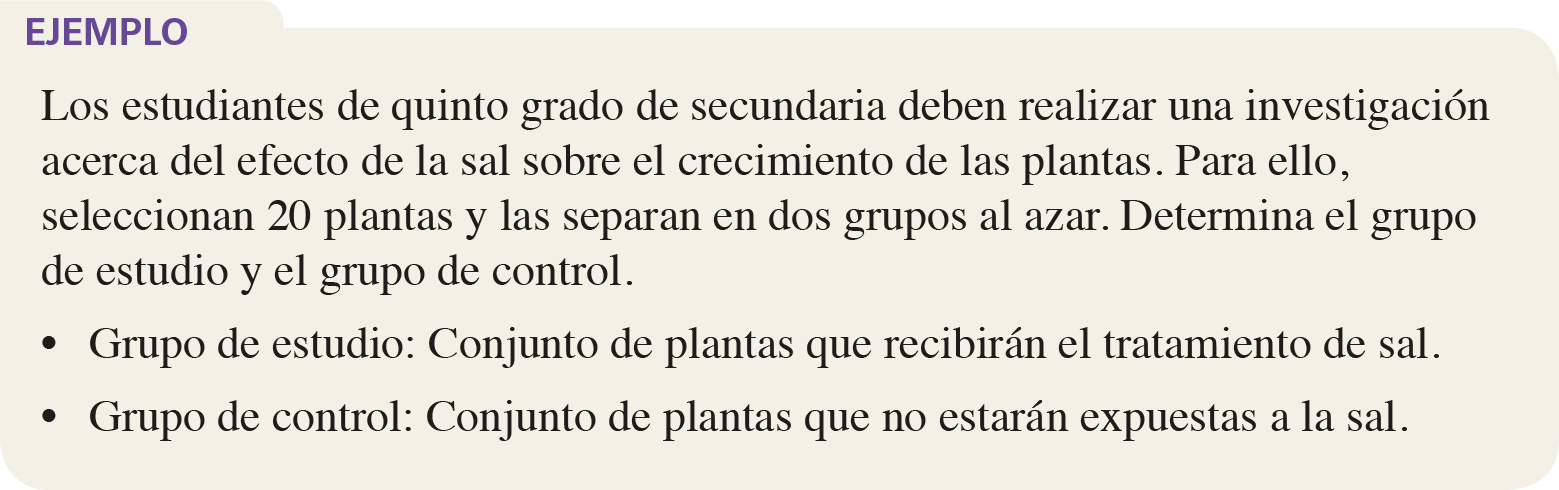 EJEMPLO
Los estudiantes de quinto grado de secundaria deben realizar una investigación
acerca del efecto de la sal sobre el crecimiento de las plantas. Para ello,
seleccionan 20 plantas y las separan en dos grupos al azar. Determina el grupo
de estudio y el grupo de control.
• Grupo de estudio: Conjunto de plantas que recibirán el tratamiento de sal.
• Grupo de control: Conjunto de plantas que no estarán expuestas a la sal.